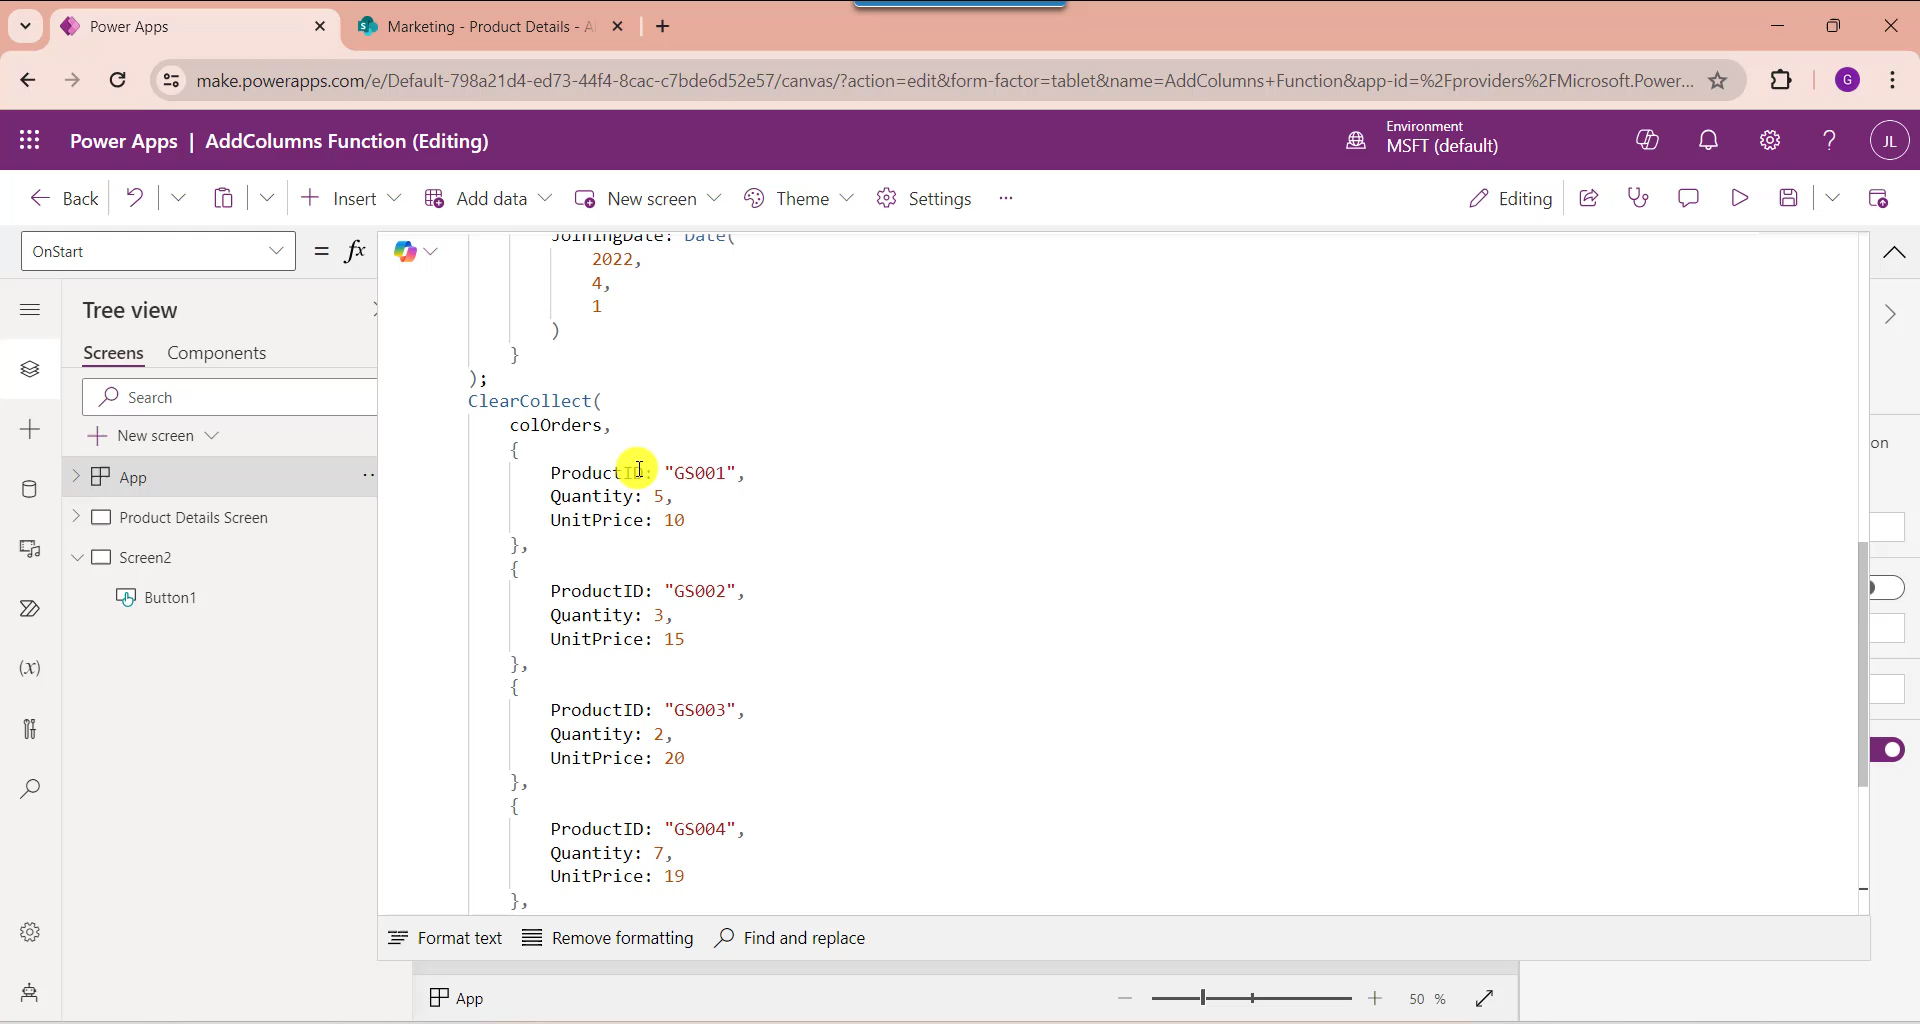 Power Apps
Marketing - Product Details - Al
make.powerapps.com/e/Default-798a21d4-ed73-44f4-8cac-c7bde6d52e57/canvas/?action=edit&form-factor=tablet&name=AddColumns+Function&app-id=%2Fproviders%2FMicrosoft.Power...
G
Power Apps | AddColumns Function (Editing)
Environment
MSFT (default)
JL
Back
Insert
Add data
New screen
Theme
Settings
...
Editing
OnStart
= fx
JoiningDate: Date(
2022,
4,
1
)
}
);
ClearCollect(
colOrders,
{
ProductID: "GS001",
Quantity: 5,
UnitPrice: 10
},
{
ProductID: "GS002",
Quantity: 3,
UnitPrice: 15
},
{
ProductID: "GS003",
Quantity: 2,
UnitPrice: 20
},
{
ProductID: "GS004",
Quantity: 7,
UnitPrice: 19
},
Tree view
Screens
Components
Search
New screen
App
Product Details Screen
Screen2
Button1
(x)
on
Format text
Remove formatting
Find and replace
App
50 %